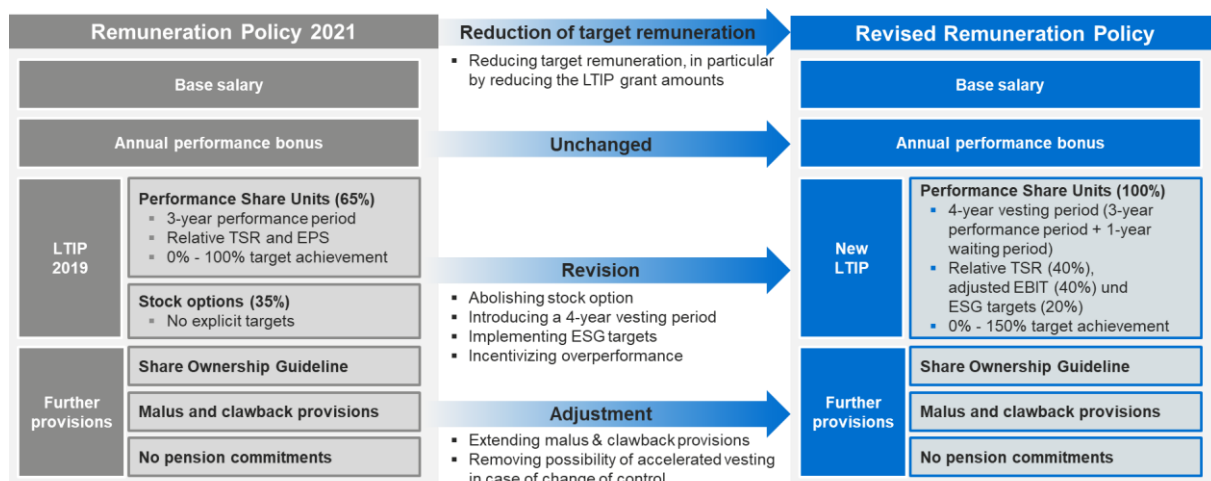 Remuneration Policy 2021
Base salary
Annual performance bonus
LTIP
2019
Performance Share Units (65%)
▪ 3-year performance period
▪ Relative TSR and EPS
▪ 0% - 100% target achievement
Stock options (35%)
▪ No explicit targets
Further
provisions
Share Ownership Guideline
Malus and clawback provisions
No pension commitments
Reduction of target remuneration
▪ Reducing target remuneration, in particular
by reducing the LTIP grant amounts
Unchanged
Revision
▪ Abolishing stock option
▪ Introducing a 4-year vesting period
▪ Implementing ESG targets
▪ Incentivizing overperformance
Adjustment
▪ Extending malus & clawback provisions
▪ Removing possibility of accelerated vesting
in case of change of control
Revised Remuneration Policy
Base salary
Annual performance bonus
New
LTIP
Performance Share Units (100%)
▪ 4-year vesting period (3-year
performance period + 1-year
waiting period)
▪ Relative TSR (40%),
adjusted EBIT (40%) und
ESG targets (20%)
▪ 0% - 150% target achievement
Further
provisions
Share Ownership Guideline
Malus and clawback provisions
No pension commitments